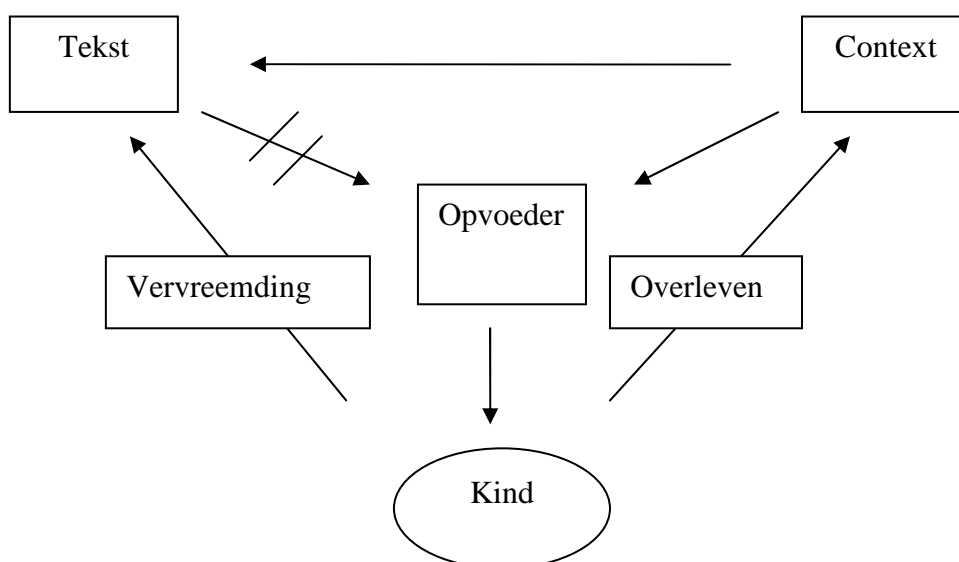 Tekst
Context
Opvoeder
Vervreemding
Overleven
Kind